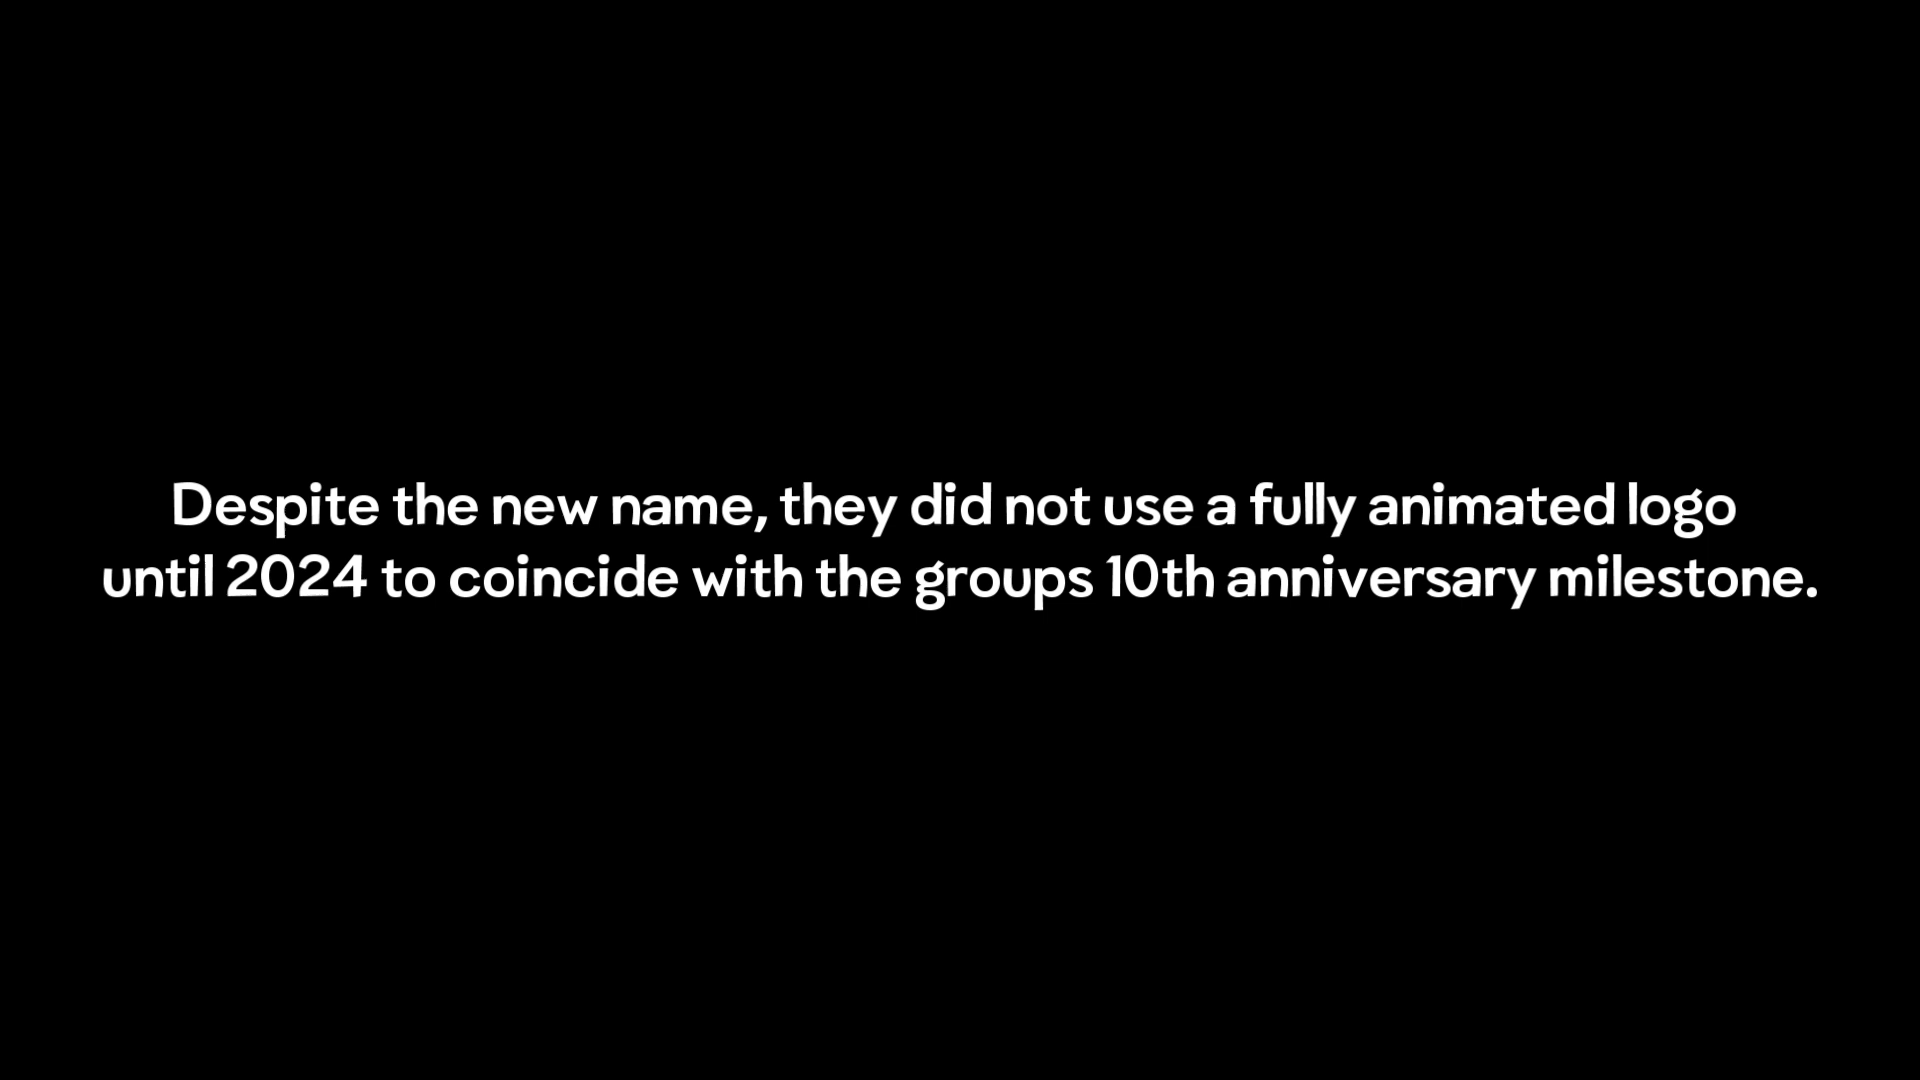 Despite the new name, they did not use a fully animated logo
until 2024 to coincide with the groups 10th anniversary milestone.